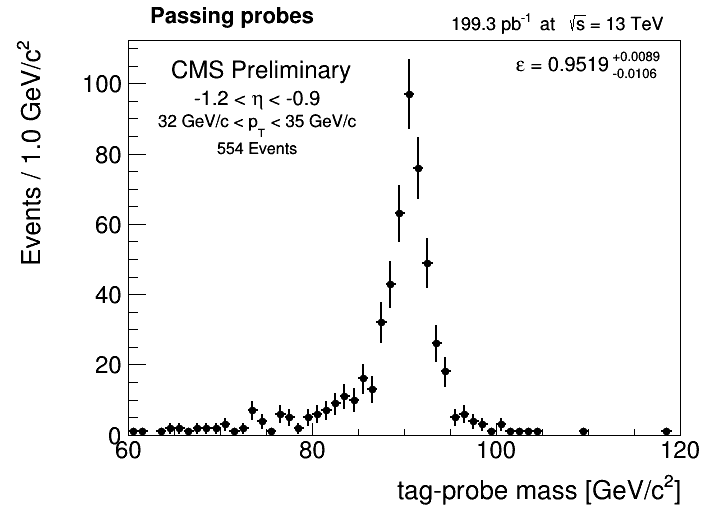 Passing probes
199.3 pb⁻¹ at √s = 13 TeV
CMS Preliminary
-1.2 < η < -0.9
32 GeV/c < p_T < 35 GeV/c
554 Events
ε = 0.9519 +0.0089 -0.0106
Events / 1.0 GeV/c²
100
80
60
40
20
0
60 80 100 120
tag-probe mass [GeV/c²]